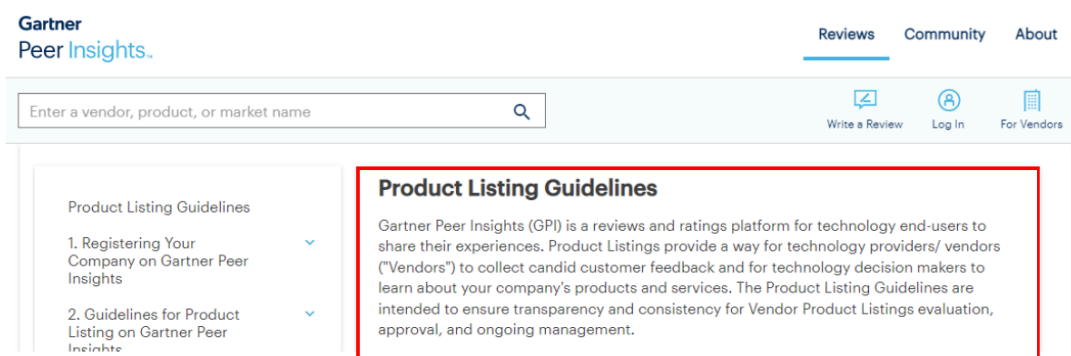 Gartner
Peer Insights™
Reviews Community About
Enter a vendor, product, or market name
Write a Review Log In For Vendors
Product Listing Guidelines
1. Registering Your
Company on Gartner Peer
Insights
2. Guidelines for Product
Listing on Gartner Peer
Insights
Product Listing Guidelines
Gartner Peer Insights (GPI) is a reviews and ratings platform for technology end-users to
share their experiences. Product Listings provide a way for technology providers/ vendors
("Vendors") to collect candid customer feedback and for technology decision makers to
learn about your company's products and services. The Product Listing Guidelines are
intended to ensure transparency and consistency for Vendor Product Listings evaluation,
approval, and ongoing management.